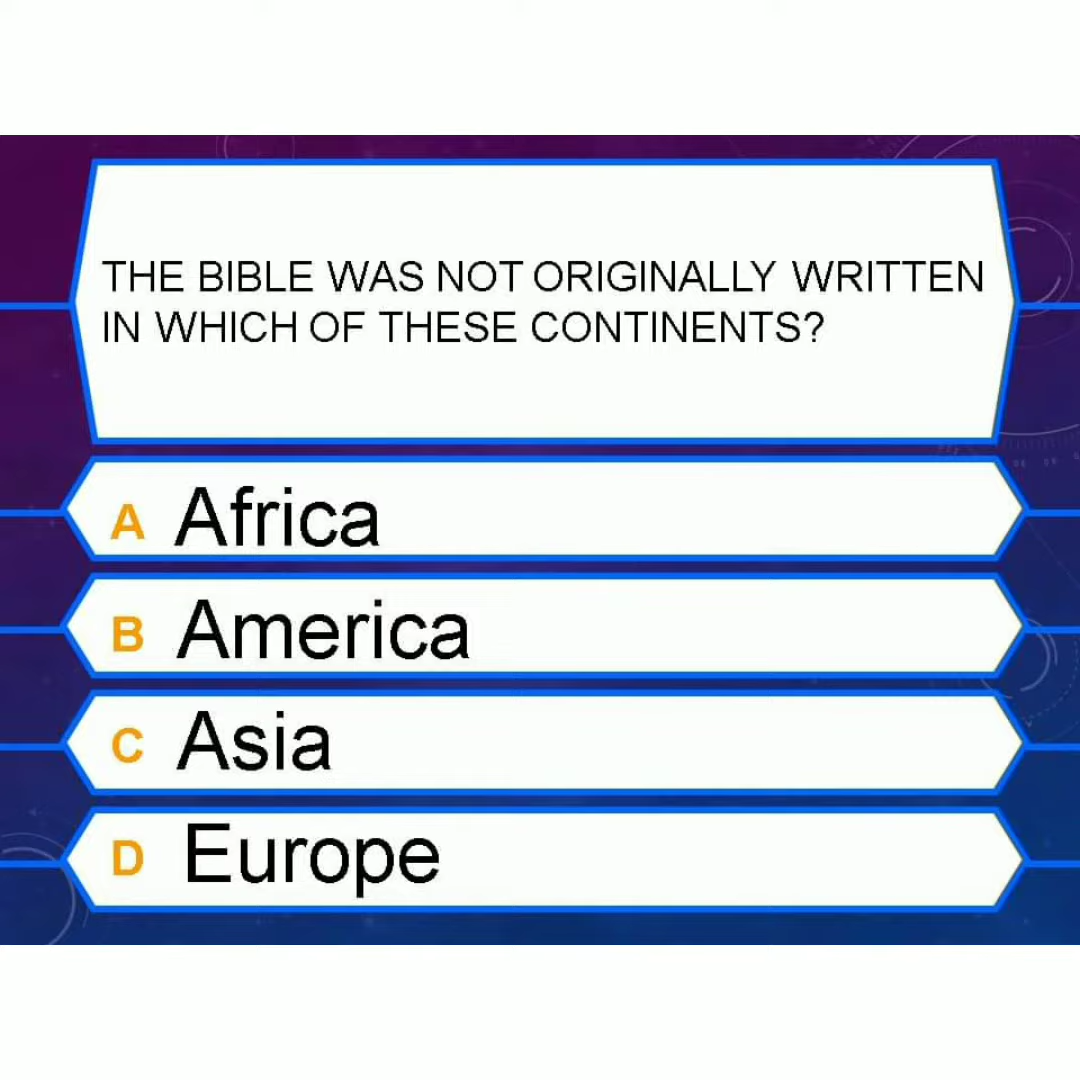 THE BIBLE WAS NOT ORIGINALLY WRITTEN
IN WHICH OF THESE CONTINENTS?
A Africa
B America
C Asia
D Europe